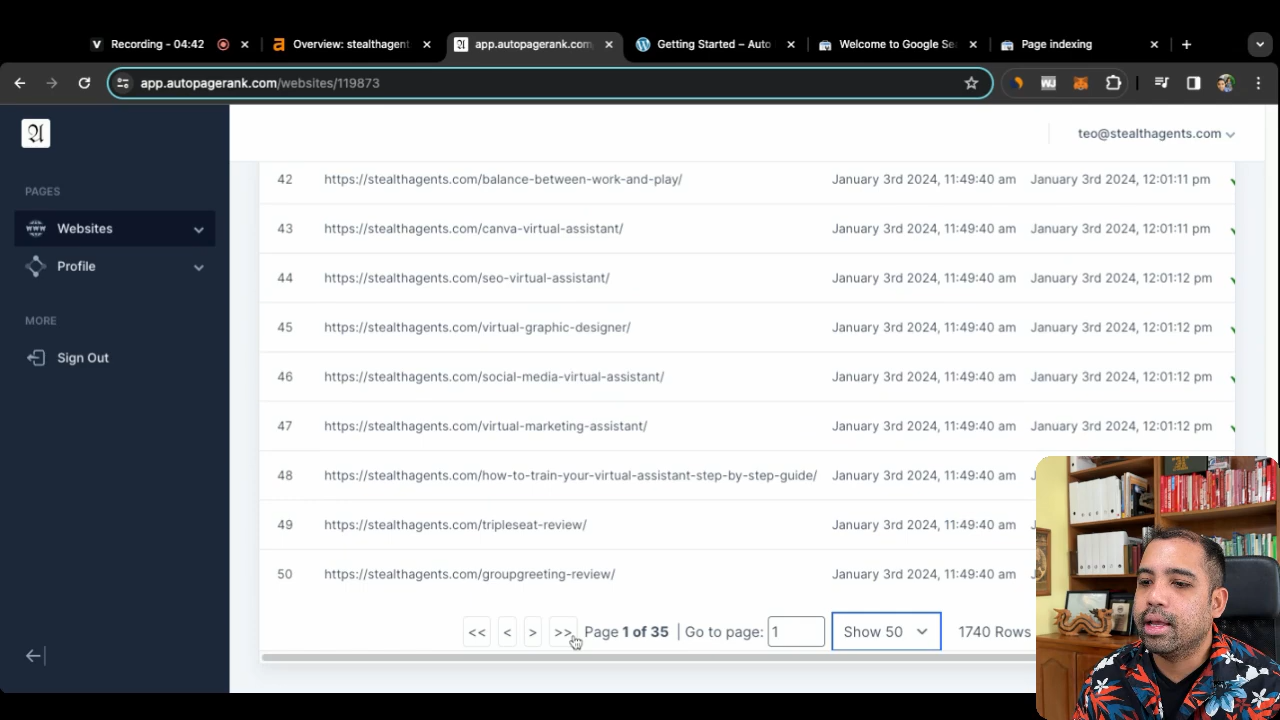 Recording - 04:42
Overview: stealthagent
app.autopagerank.com
Getting Started – Auto
Welcome to Google Se
Page indexing
app.autopagerank.com/websites/119873
teo@stealthagents.com
PAGES
Websites
Profile
MORE
Sign Out
42 https://stealthagents.com/balance-between-work-and-play/ January 3rd 2024, 11:49:40 am January 3rd 2024, 12:01:11 pm
43 https://stealthagents.com/canva-virtual-assistant/ January 3rd 2024, 11:49:40 am January 3rd 2024, 12:01:11 pm
44 https://stealthagents.com/seo-virtual-assistant/ January 3rd 2024, 11:49:40 am January 3rd 2024, 12:01:12 pm
45 https://stealthagents.com/virtual-graphic-designer/ January 3rd 2024, 11:49:40 am January 3rd 2024, 12:01:12 pm
46 https://stealthagents.com/social-media-virtual-assistant/ January 3rd 2024, 11:49:40 am January 3rd 2024, 12:01:12 pm
47 https://stealthagents.com/virtual-marketing-assistant/ January 3rd 2024, 11:49:40 am January 3rd 2024, 12:01:12 pm
48 https://stealthagents.com/how-to-train-your-virtual-assistant-step-by-step-guide/ January 3rd 2024, 11:49:40 am
49 https://stealthagents.com/tripleseat-review/ January 3rd 2024, 11:49:40 am
50 https://stealthagents.com/groupgreeting-review/ January 3rd 2024, 11:49:40 am
<< < > >> Page 1 of 35 | Go to page: 1 Show 50 1740 Rows